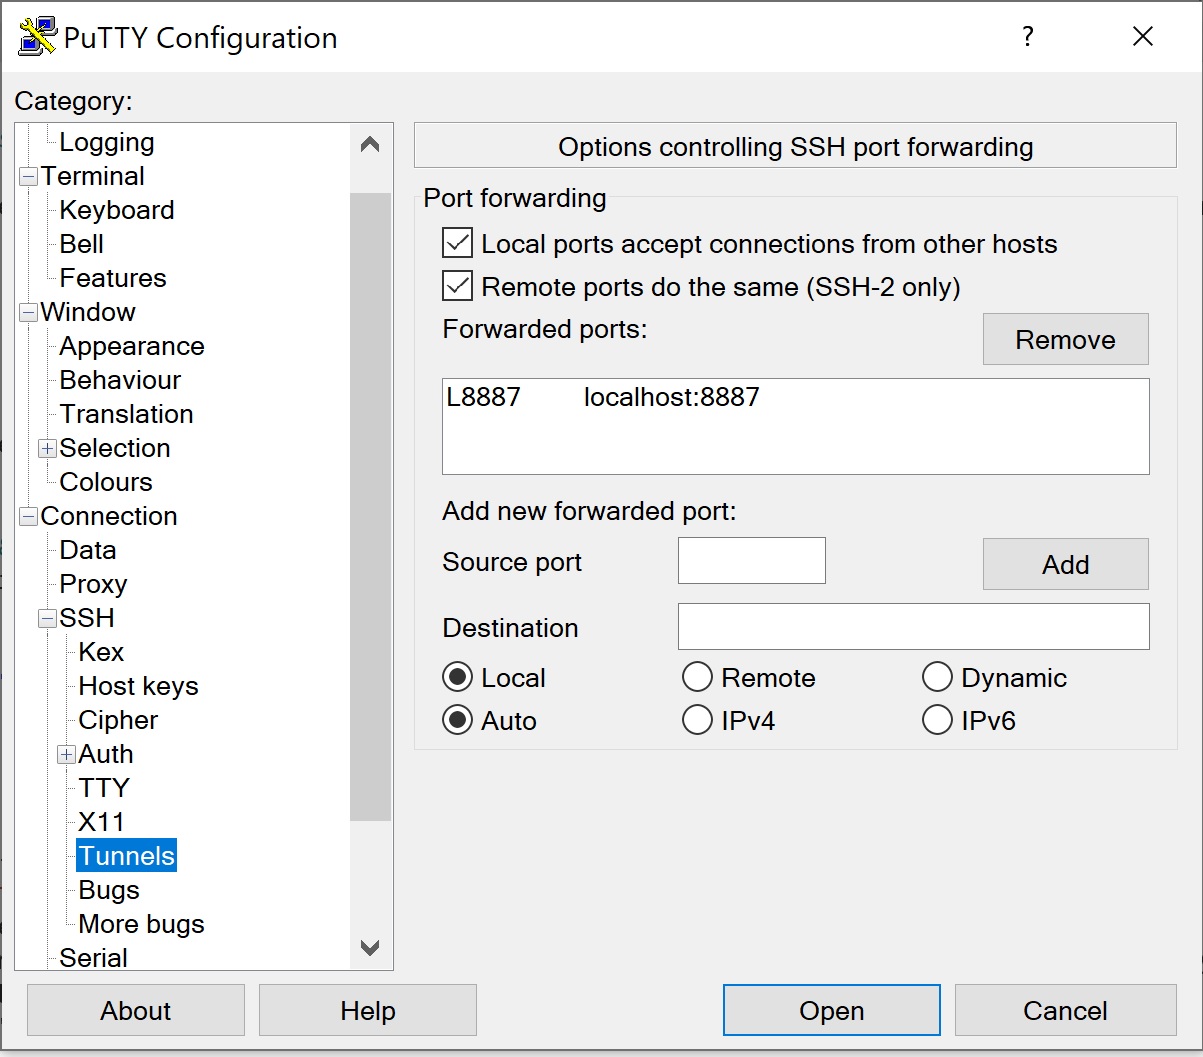 PuTTY Configuration
?
Category:
Logging
Terminal
Keyboard
Bell
Features
Window
Appearance
Behaviour
Translation
Selection
Colours
Connection
Data
Proxy
SSH
Kex
Host keys
Cipher
Auth
TTY
X11
Tunnels
Bugs
More bugs
Serial
Options controlling SSH port forwarding
Port forwarding
Local ports accept connections from other hosts
Remote ports do the same (SSH-2 only)
Forwarded ports:
Remove
L8887 localhost:8887
Add new forwarded port:
Source port
Add
Destination
Local Remote Dynamic
Auto IPv4 IPv6
About Help Open Cancel